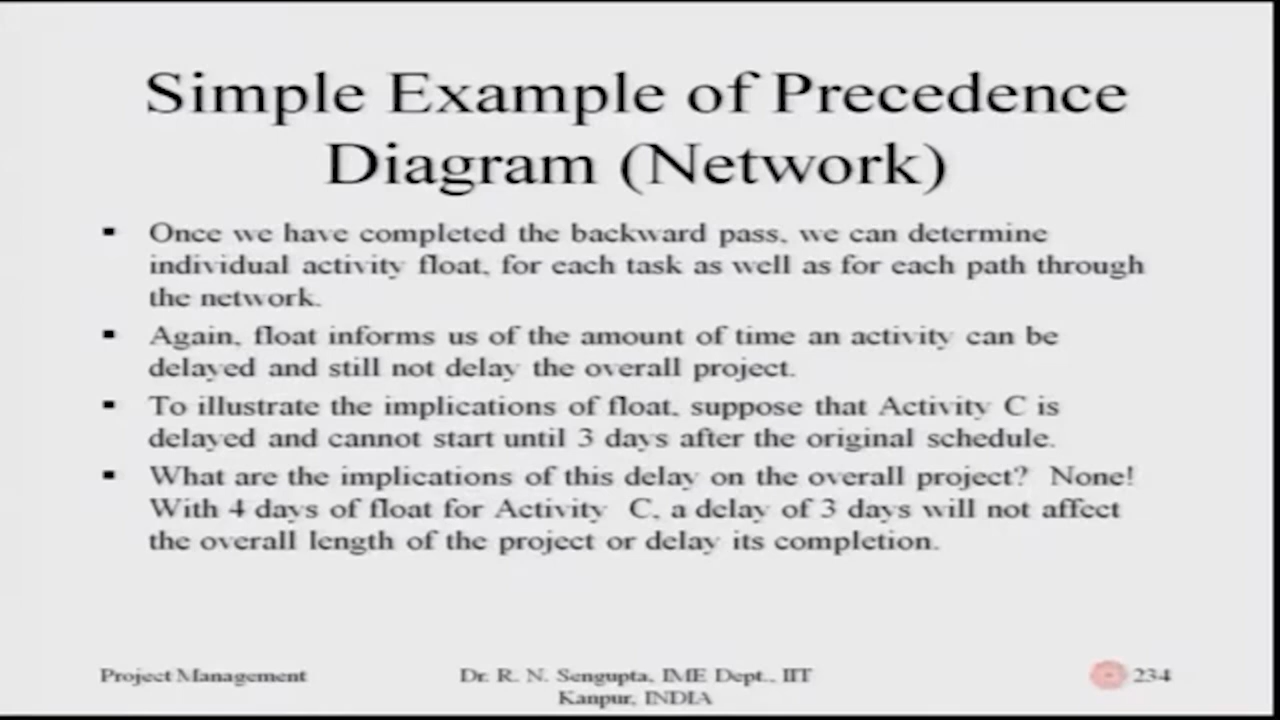 Simple Example of Precedence
Diagram (Network)
▪ Once we have completed the backward pass, we can determine
individual activity float, for each task as well as for each path through
the network.
▪ Again, float informs us of the amount of time an activity can be
delayed and still not delay the overall project.
▪ To illustrate the implications of float, suppose that Activity C is
delayed and cannot start until 3 days after the original schedule.
▪ What are the implications of this delay on the overall project? None!
With 4 days of float for Activity C, a delay of 3 days will not affect
the overall length of the project or delay its completion.
Project Management
Dr. R. N. Sengupta, IME Dept., IIT
Kanpur, INDIA
234